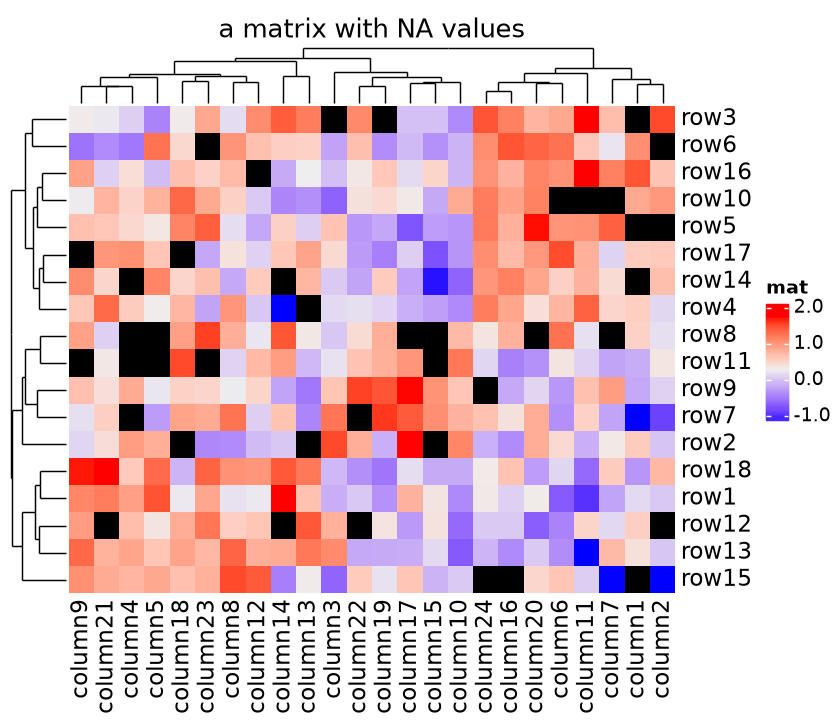 a matrix with NA values
row3
row6
row16
row10
row5
row17
row14
row4
row8
row11
row9
row7
row2
row18
row1
row12
row13
row15
mat
2.0
1.0
0.0
-1.0
column9
column21
column4
column5
column18
column23
column8
column12
column14
column13
column3
column22
column19
column17
column15
column10
column24
column16
column20
column6
column11
column7
column1
column2